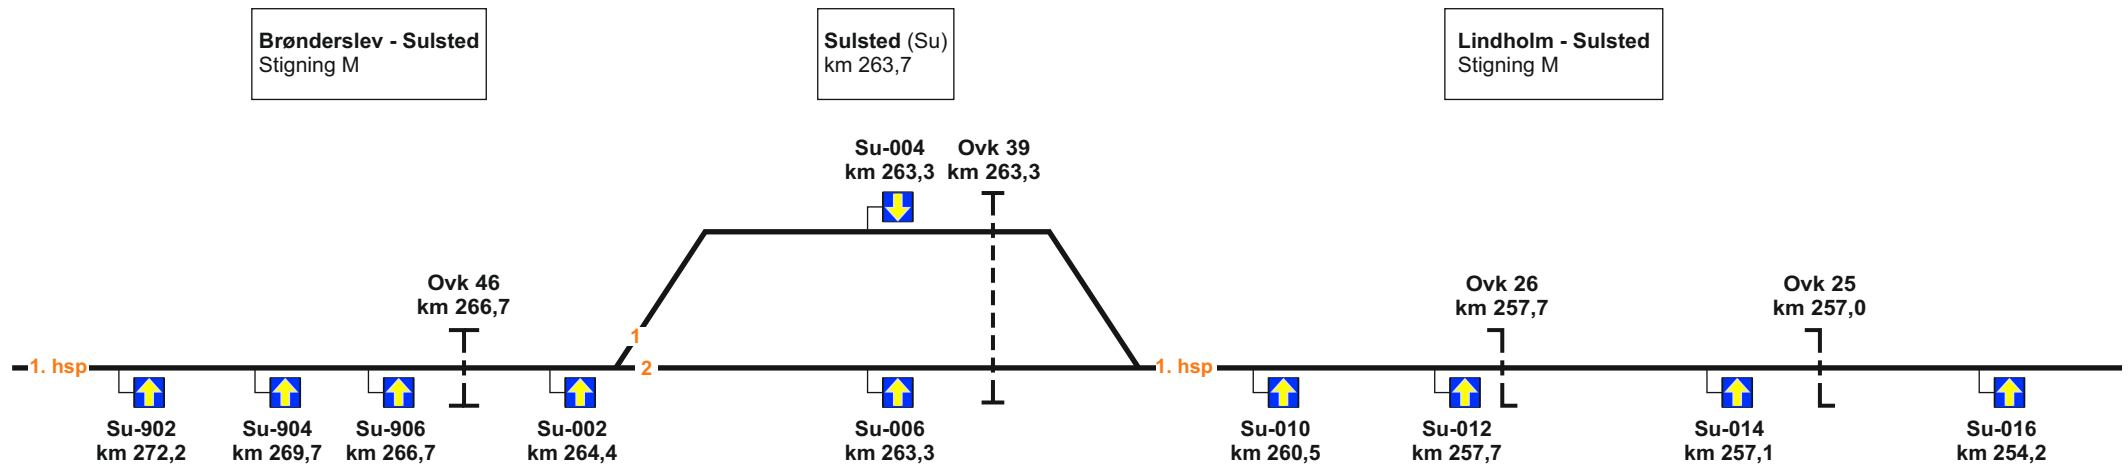 Brønderslev - Sulsted
Stigning M
Sulsted (Su)
km 263,7
Lindholm - Sulsted
Stigning M
Su-004
km 263,3
Ovk 39
km 263,3
Ovk 46
km 266,7
Ovk 26
km 257,7
Ovk 25
km 257,0
1
1. hsp
2
1. hsp
Su-902
km 272,2
Su-904
km 269,7
Su-906
km 266,7
Su-002
km 264,4
Su-006
km 263,3
Su-010
km 260,5
Su-012
km 257,7
Su-014
km 257,1
Su-016
km 254,2